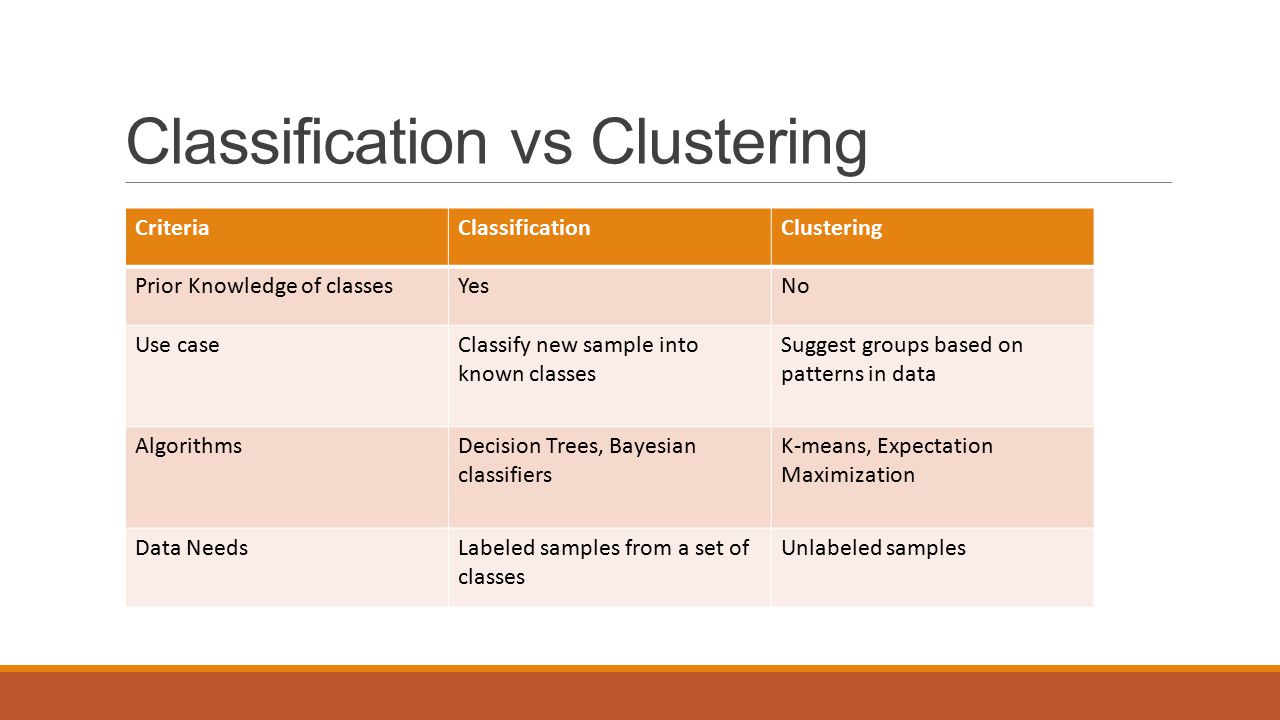 Classification vs Clustering
Criteria Classification Clustering
Prior Knowledge of classes Yes No
Use case Classify new sample into known classes Suggest groups based on patterns in data
Algorithms Decision Trees, Bayesian classifiers K-means, Expectation Maximization
Data Needs Labeled samples from a set of classes Unlabeled samples